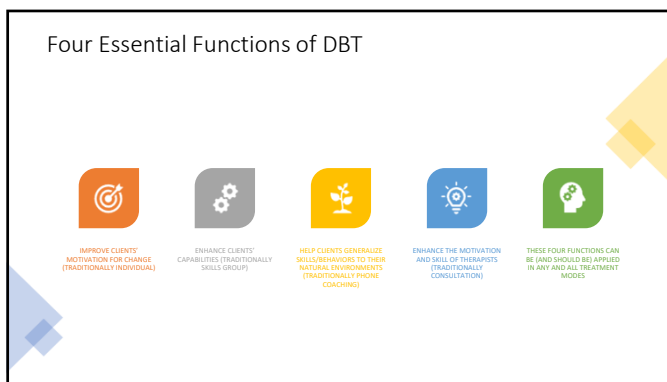 Four Essential Functions of DBT
IMPROVE CLIENTS'
MOTIVATION FOR CHANGE
(TRADITIONALLY INDIVIDUAL)
ENHANCE CLIENTS'
CAPABILITIES (TRADITIONALLY
SKILLS GROUP)
HELP CLIENTS GENERALIZE
SKILLS/BEHAVIORS TO THEIR
NATURAL ENVIRONMENTS
(TRADITIONALLY PHONE
COACHING)
ENHANCE THE MOTIVATION
AND SKILL OF THERAPISTS
(TRADITIONALLY
CONSULTATION)
THESE FOUR FUNCTIONS CAN
BE (AND SHOULD BE) APPLIED
IN ANY AND ALL TREATMENT
MODES